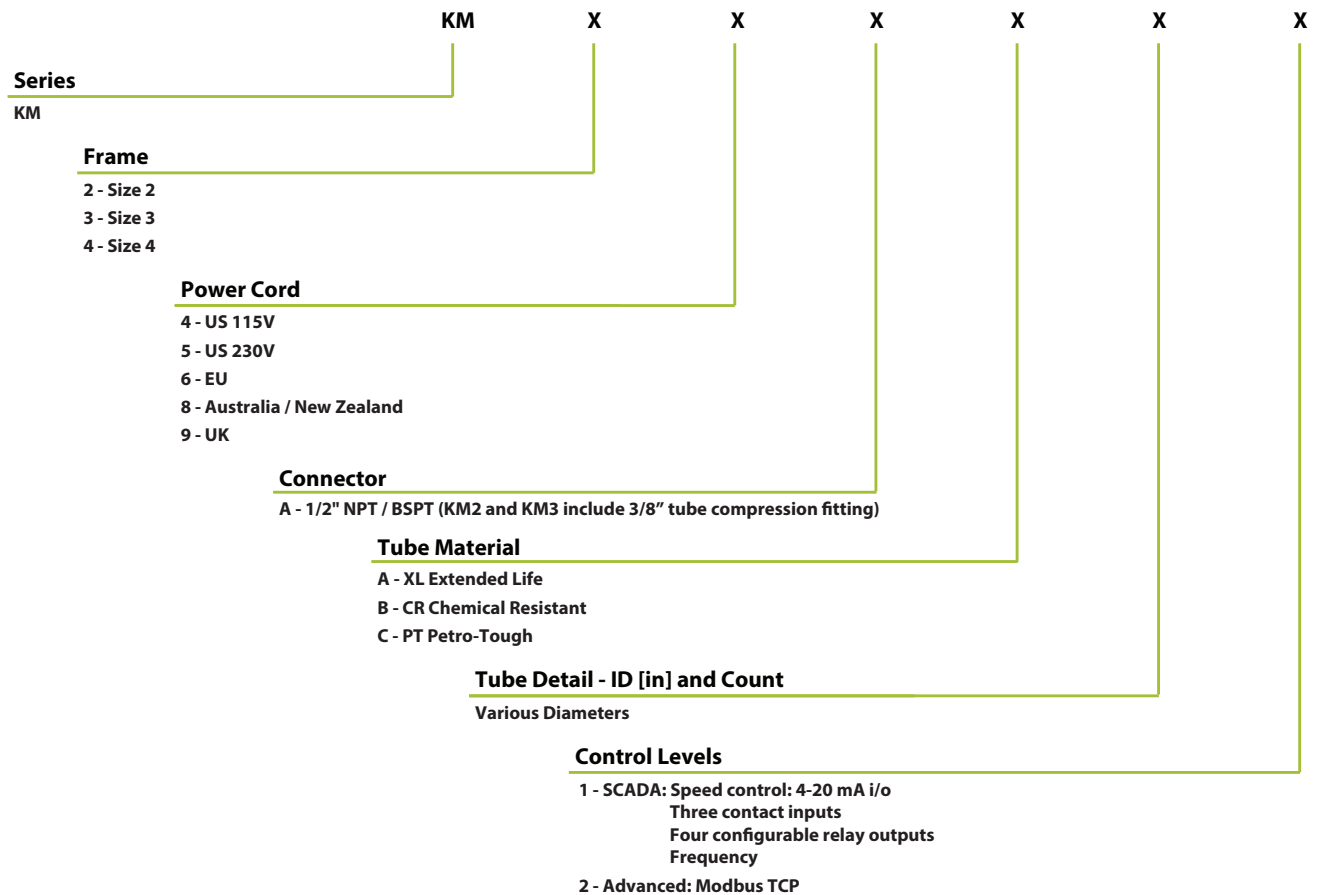 KM X X X X X X
Series
KM
Frame
2 - Size 2
3 - Size 3
4 - Size 4
Power Cord
4 - US 115V
5 - US 230V
6 - EU
8 - Australia / New Zealand
9 - UK
Connector
A - 1/2" NPT / BSPT (KM2 and KM3 include 3/8” tube compression fitting)
Tube Material
A - XL Extended Life
B - CR Chemical Resistant
C - PT Petro-Tough
Tube Detail - ID [in] and Count
Various Diameters
Control Levels
1 - SCADA: Speed control: 4-20 mA i/o
Three contact inputs
Four configurable relay outputs
Frequency
2 - Advanced: Modbus TCP